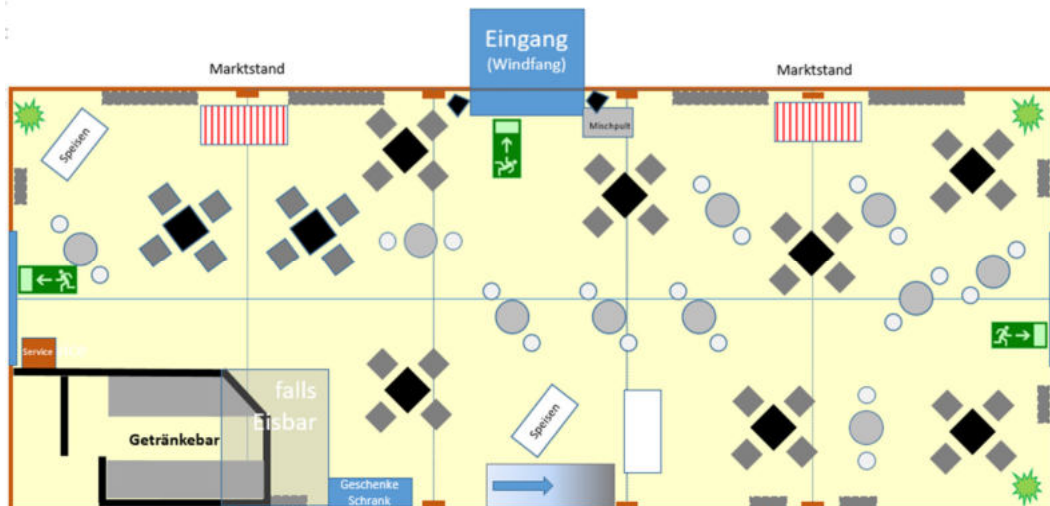 Eingang
(Windfang)
Marktstand
Marktstand
Mischpult
Speisen
Service
falls
Eisbar
Getränkebar
Speisen
Geschenke
Schrank